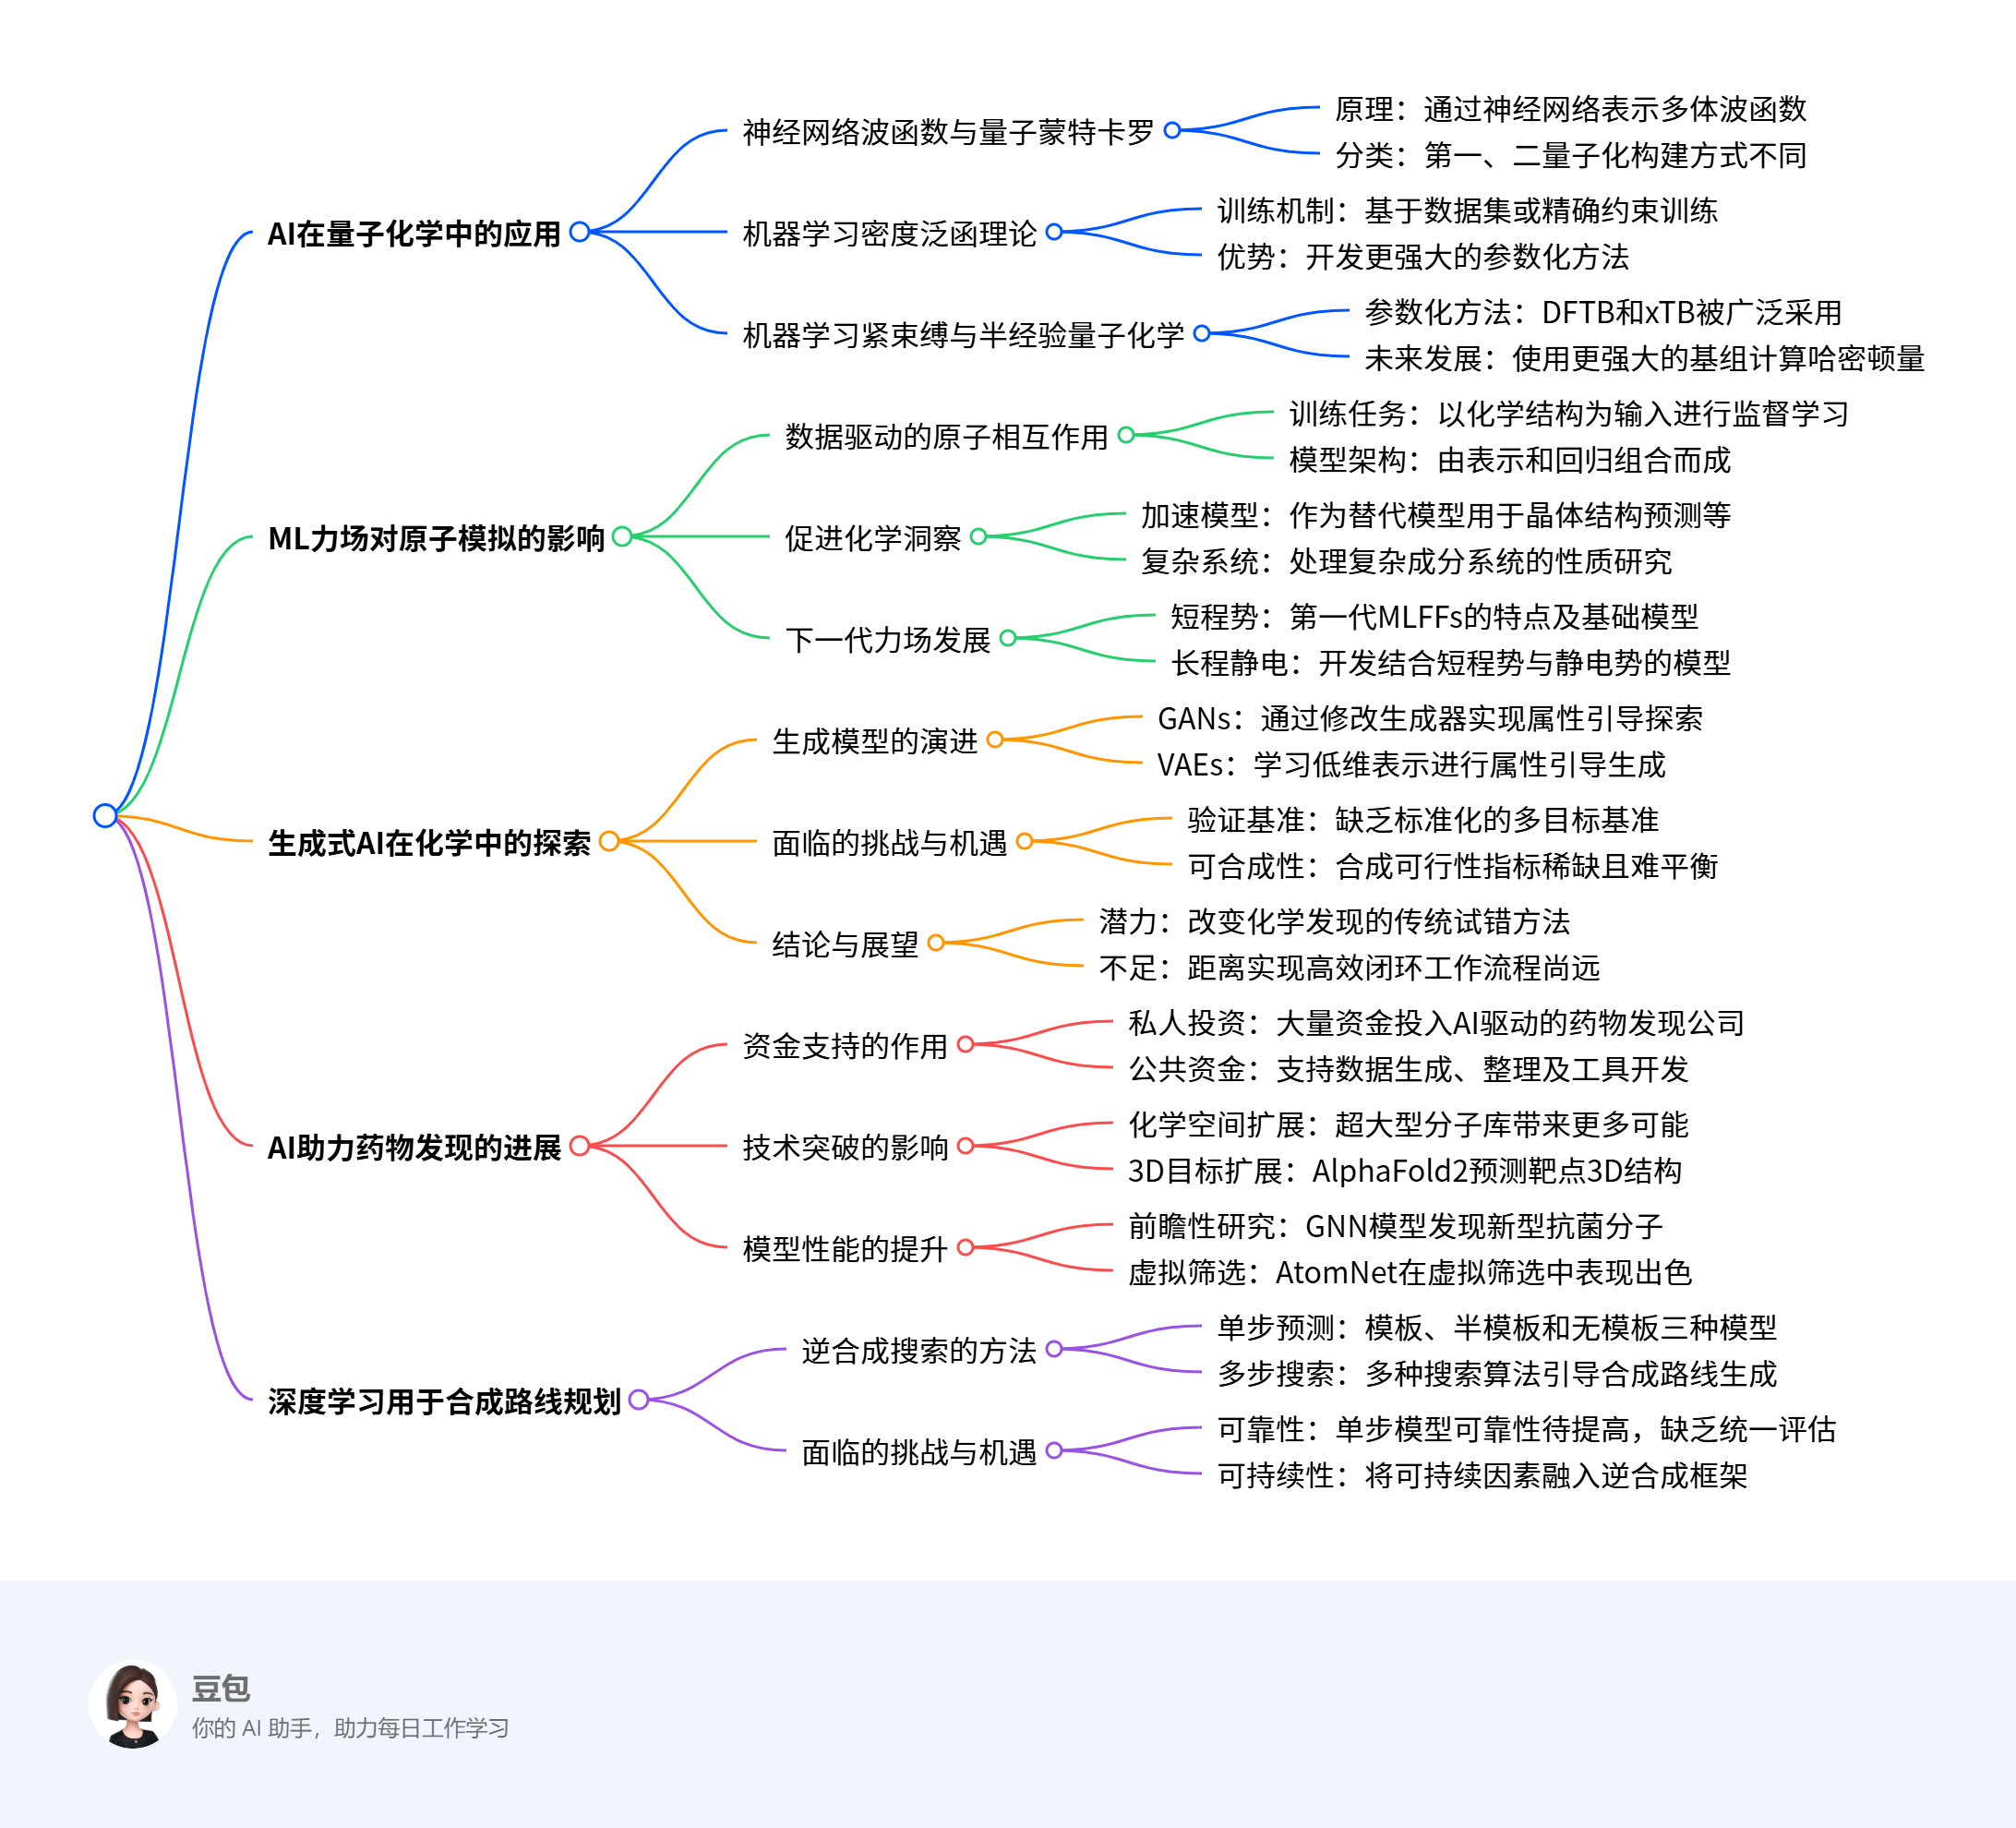 AI在量子化学中的应用
神经网络波函数与量子蒙特卡罗
原理：通过神经网络表示多体波函数
分类：第一、二量子化构建方式不同
机器学习密度泛函理论
训练机制：基于数据集或精确约束训练
优势：开发更强大的参数化方法
机器学习紧束缚与半经验量子化学
参数化方法：DFTB和xTB被广泛采用
未来发展：使用更强大的基组计算哈密顿量
ML力场对原子模拟的影响
数据驱动的原子相互作用
训练任务：以化学结构为输入进行监督学习
模型架构：由表示和回归组合而成
促进化学洞察
加速模型：作为替代模型用于晶体结构预测等
复杂系统：处理复杂成分系统的性质研究
下一代力场发展
短程势：第一代MLFFs的特点及基础模型
长程静电：开发结合短程势与静电势的模型
生成式AI在化学中的探索
生成模型的演进
GANs：通过修改生成器实现属性引导探索
VAEs：学习低维表示进行属性引导生成
面临的挑战与机遇
验证基准：缺乏标准化的多目标基准
可合成性：合成可行性指标稀缺且难平衡
结论与展望
潜力：改变化学发现的传统试错方法
不足：距离实现高效闭环工作流程尚远
AI助力药物发现的进展
资金支持的作用
私人投资：大量资金投入AI驱动的药物发现公司
公共资金：支持数据生成、整理及工具开发
技术突破的影响
化学空间扩展：超大型分子库带来更多可能
3D目标扩展：AlphaFold2预测靶点3D结构
模型性能的提升
前瞻性研究：GNN模型发现新型抗菌分子
虚拟筛选：AtomNet在虚拟筛选中表现出色
深度学习用于合成路线规划
逆合成搜索的方法
单步预测：模板、半模板和无模板三种模型
多步搜索：多种搜索算法引导合成路线生成
面临的挑战与机遇
可靠性：单步模型可靠性待提高，缺乏统一评估
可持续性：将可持续因素融入逆合成框架
豆包
你的 AI 助手，助力每日工作学习